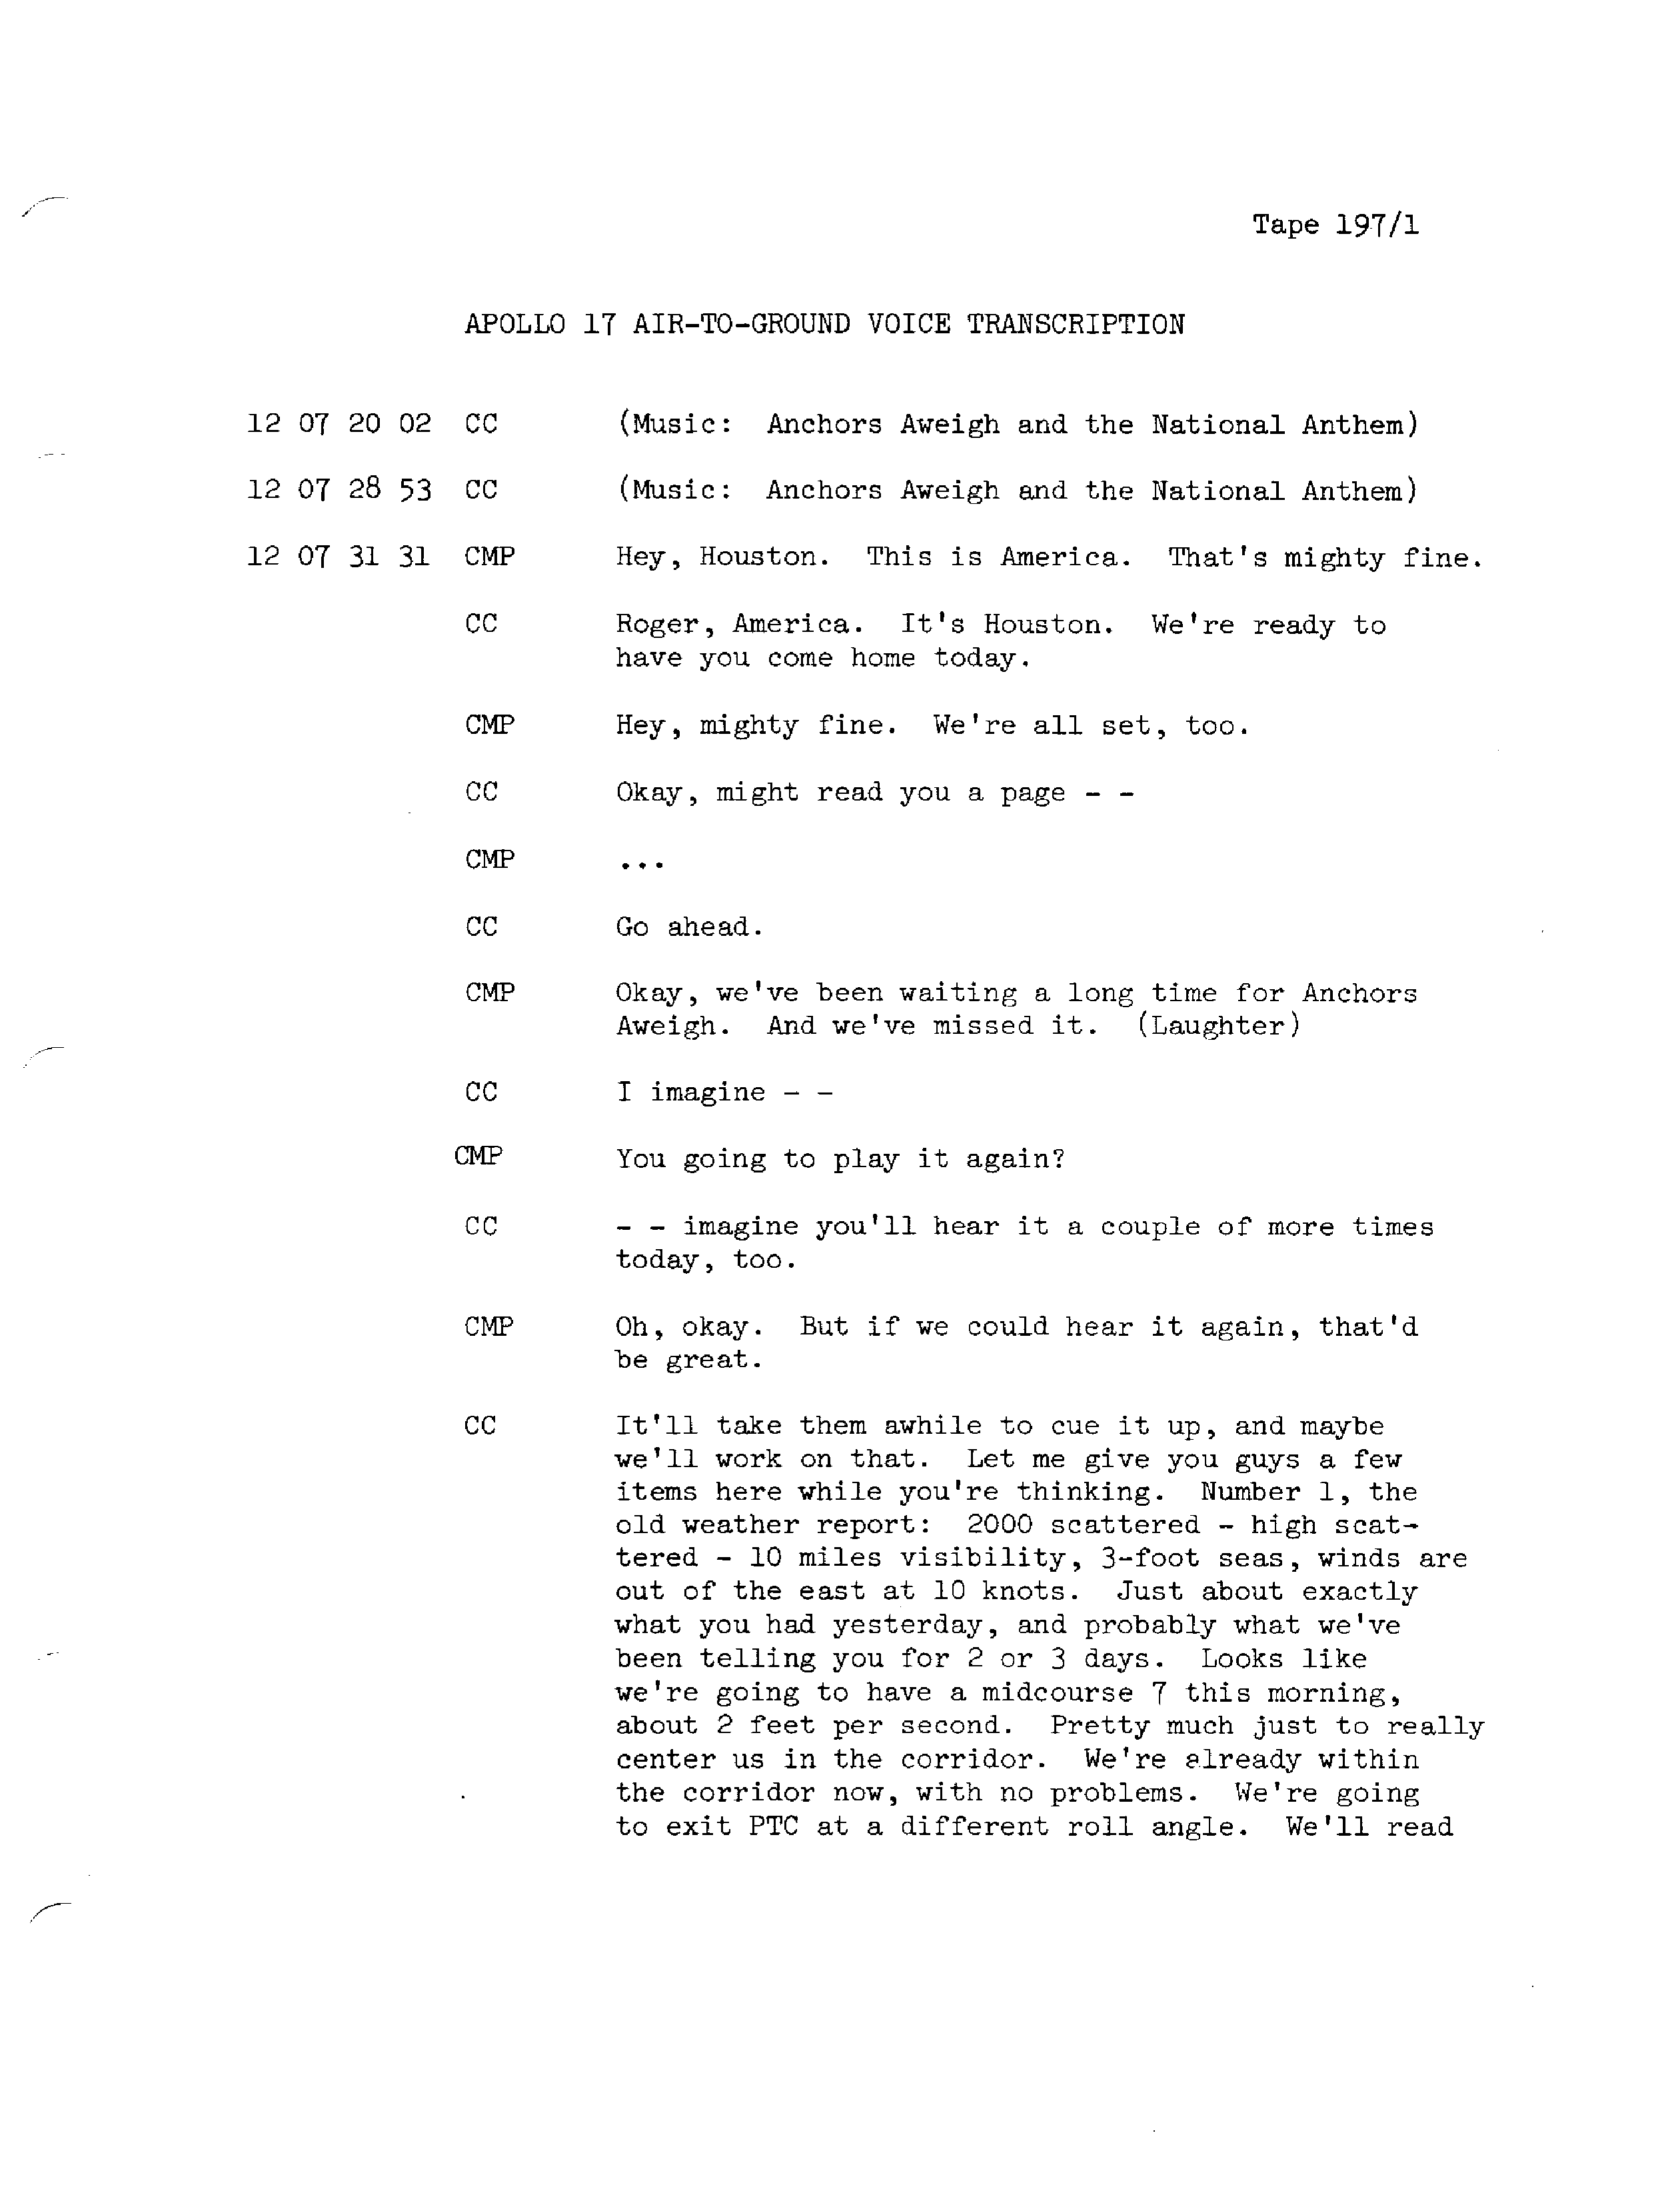 Tape 197/1
APOLLO 17 AIR-TO-GROUND VOICE TRANSCRIPTION
12 07 20 02 CC (Music: Anchors Aweigh and the National Anthem)
12 07 28 53 CC (Music: Anchors Aweigh and the National Anthem)
12 07 31 31 CMP Hey, Houston. This is America. That's mighty fine.
CC Roger, America. It's Houston. We're ready to
have you come home today.
CMP Hey, mighty fine. We're all set, too.
CC Okay, might read you a page - -
CMP ...
CC Go ahead.
CMP Okay, we've been waiting a long time for Anchors
Aweigh. And we've missed it. (Laughter)
CC I imagine - -
CMP You going to play it again?
CC - - imagine you'll hear it a couple of more times
today, too.
CMP Oh, okay. But if we could hear it again, that'd
be great.
CC It'll take them awhile to cue it up, and maybe
we'll work on that. Let me give you guys a few
items here while you're thinking. Number 1, the
old weather report: 2000 scattered - high scat-
tered - 10 miles visibility, 3-foot seas, winds are
out of the east at 10 knots. Just about exactly
what you had yesterday, and probably what we've
been telling you for 2 or 3 days. Looks like
we're going to have a midcourse 7 this morning,
about 2 feet per second. Pretty much just to really
center us in the corridor. We're already within
the corridor now, with no problems. We're going
to exit PTC at a different roll angle. We'll read